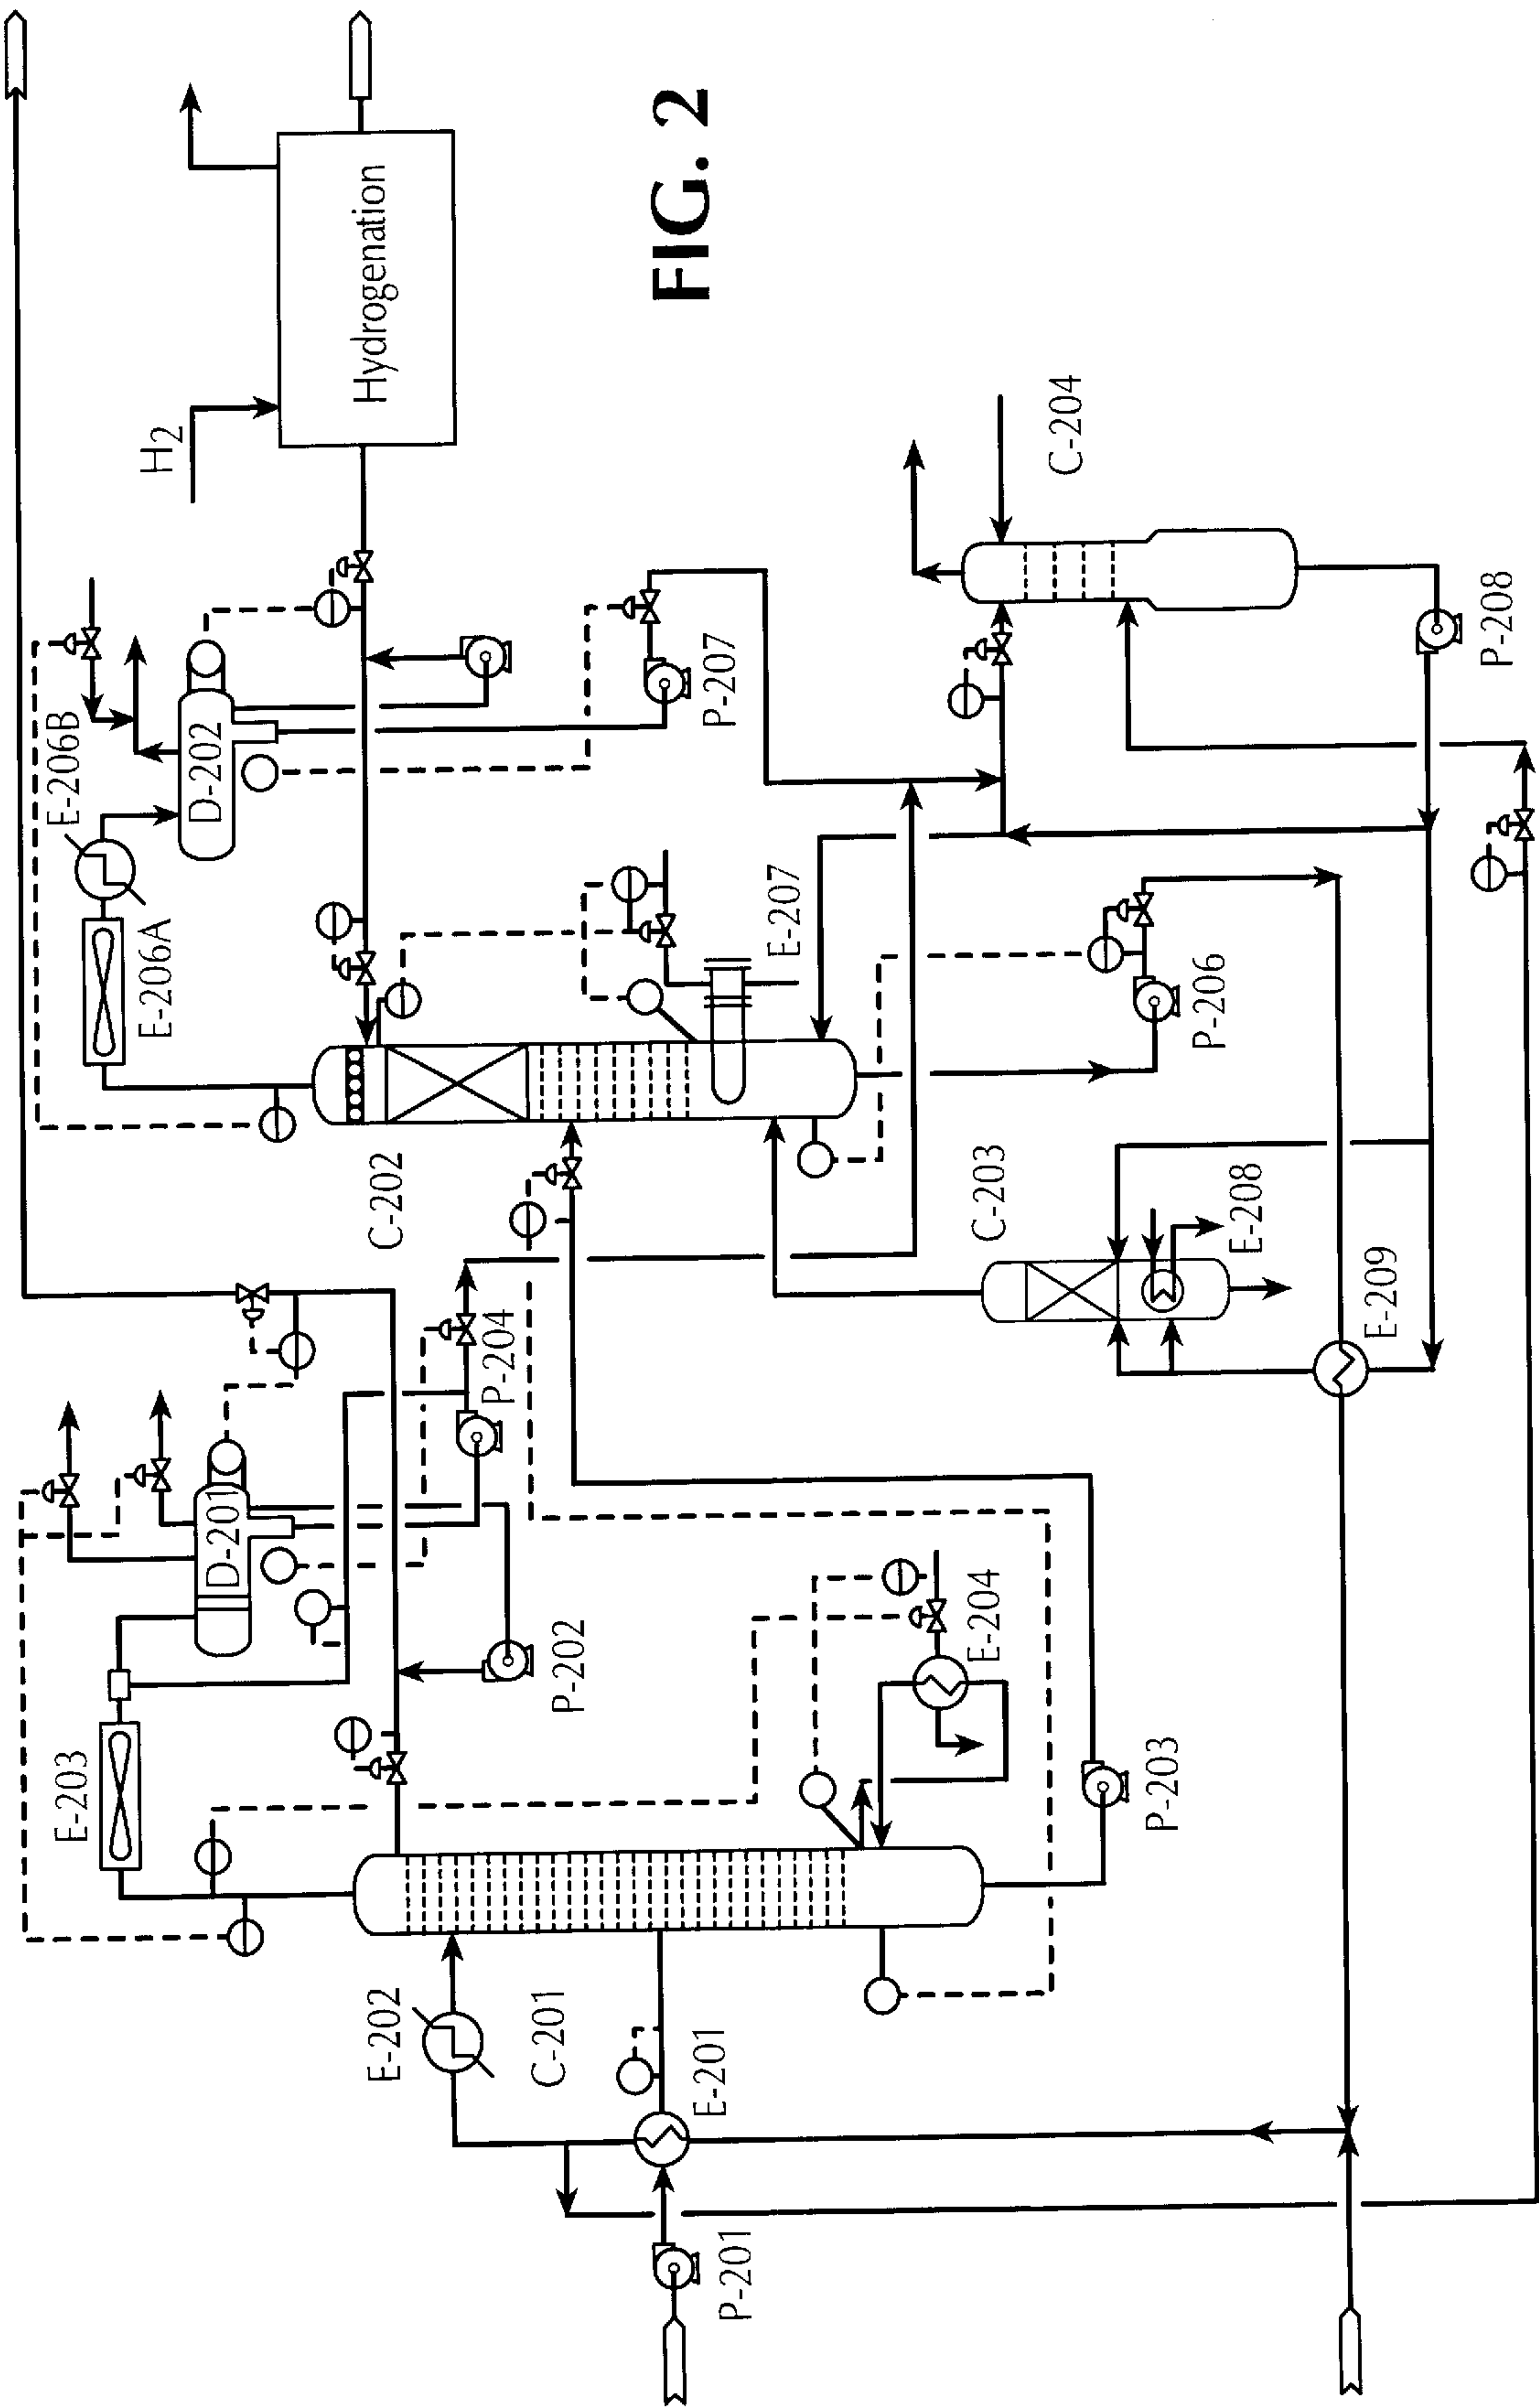 E-203
D-201
E-202
C-201
E-201
P-201
P-202
P-204
E-204
P-203
E-206A
E-206B
D-202
H2
Hydrogenation
C-202
E-207
P-207
P-206
C-203
E-208
E-209
C-204
P-208
FIG. 2